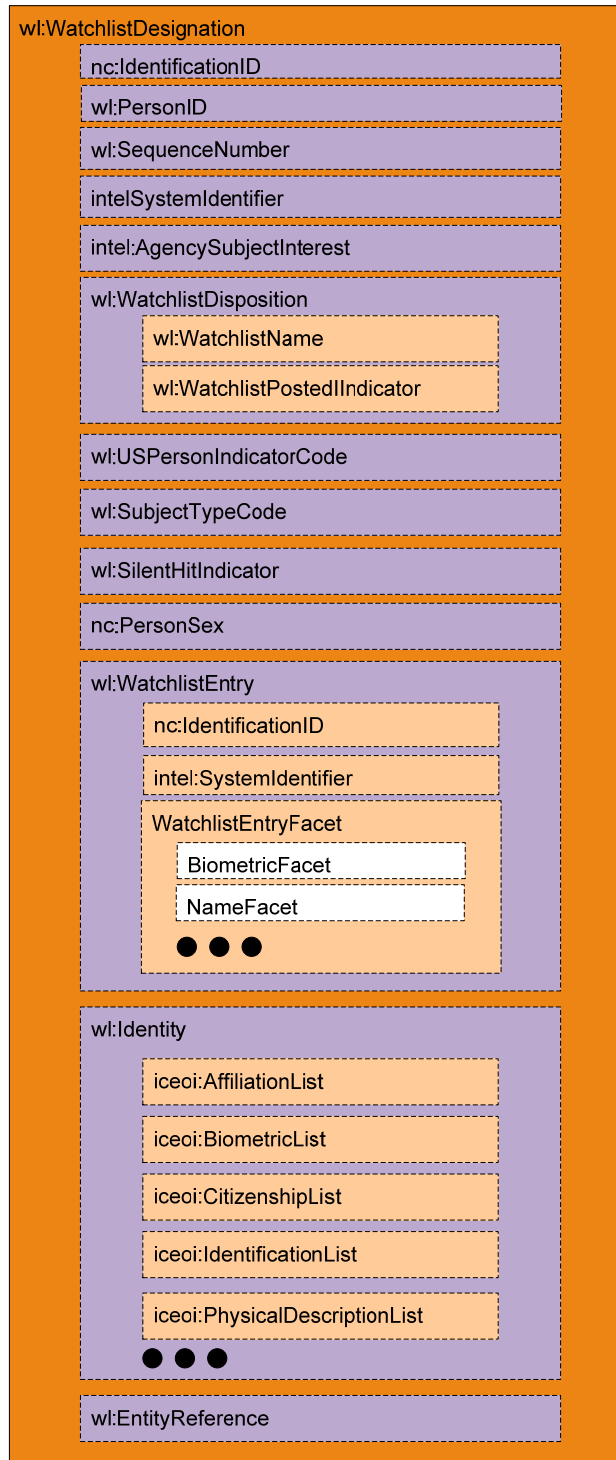 wl:WatchlistDesignation
nc:IdentificationID
wl:PersonID
wl:SequenceNumber
intelSystemIdentifier
intel:AgencySubjectInterest
wl:WatchlistDisposition
wl:WatchlistName
wl:WatchlistPostedIIndicator
wl:USPersonIndicatorCode
wl:SubjectTypeCode
wl:SilentHitIndicator
nc:PersonSex
wl:WatchlistEntry
nc:IdentificationID
intel:SystemIdentifier
WatchlistEntryFacet
BiometricFacet
NameFacet
wl:Identity
iceoi:AffiliationList
iceoi:BiometricList
iceoi:CitizenshipList
iceoi:IdentificationList
iceoi:PhysicalDescriptionList
wl:EntityReference